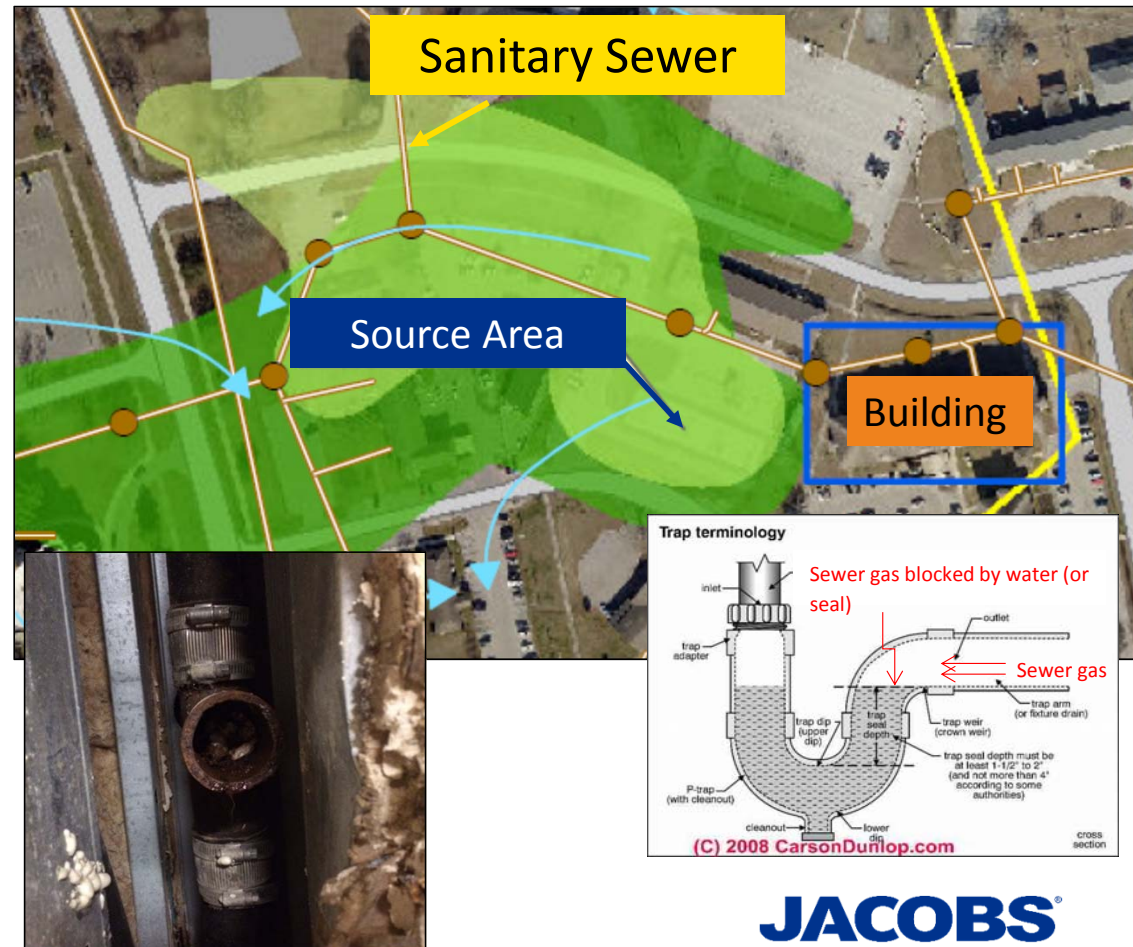 Sanitary Sewer
Source Area
Building
Trap terminology
Sewer gas blocked by water (or
seal)
inlet
outlet
trap
adapter
Sewer gas
trap arm
(or fixture drain)
trap dip
(upper
dip)
trap
seal
depth
trap weir
(crown weir)
trap seal depth must be
at least 1-1/2" to 2"
(and not more than 4"
according to some
authorities)
P-trap
(with cleanout)
cleanout
lower
dip
cross
section
(C) 2008 CarsonDunlop.com
JACOBS®